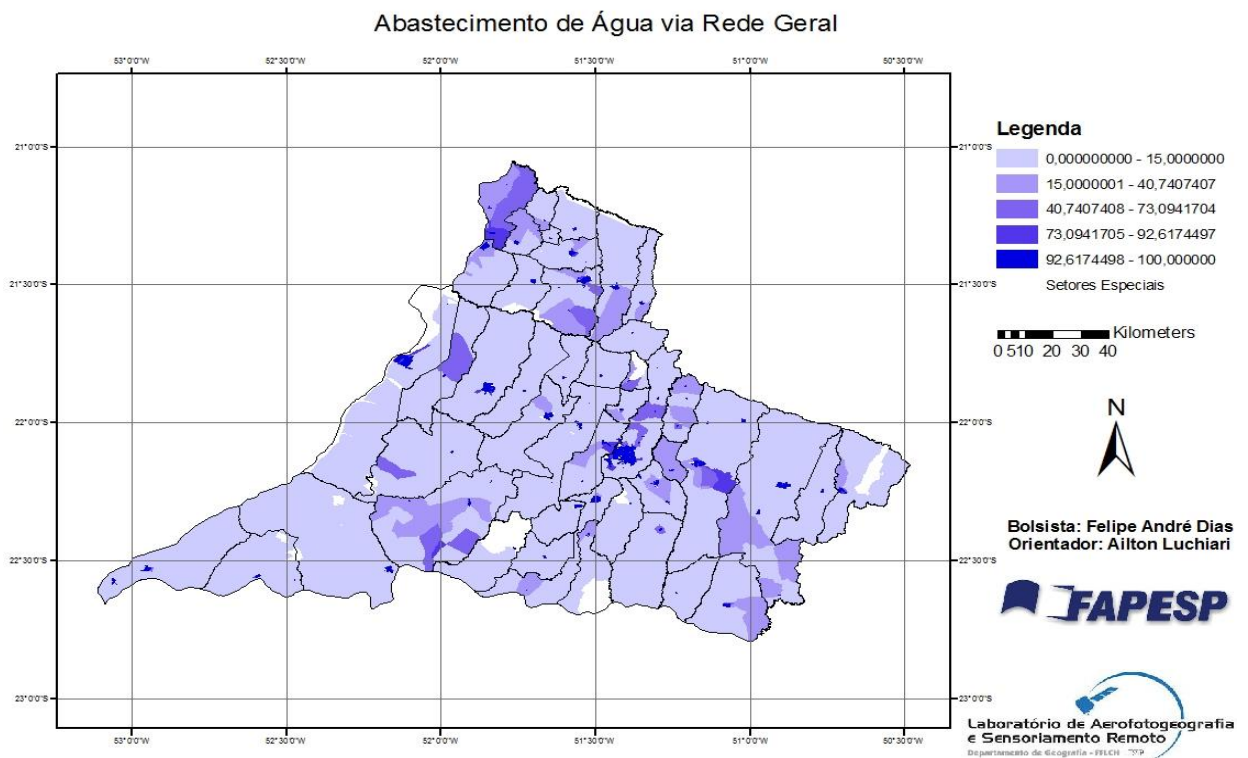 Abastecimento de Água via Rede Geral
53°0'0"W 52°30'0"W 52°0'0"W 51°30'0"W 51°0'0"W 50°30'0"W
21°0'0"S 21°0'0"S
21°30'0"S 21°30'0"S
22°0'0"S 22°0'0"S
22°30'0"S 22°30'0"S
23°0'0"S 23°0'0"S
53°0'0"W 52°30'0"W 52°0'0"W 51°30'0"W 51°0'0"W 50°30'0"W
Legenda
0,000000000 - 15,0000000
15,0000001 - 40,7407407
40,7407408 - 73,0941704
73,0941705 - 92,6174497
92,6174498 - 100,000000
Setores Especiais
Kilometers
0 5 10 20 30 40
N
Bolsista: Felipe André Dias
Orientador: Ailton Luchiari
FAPESP
Laboratório de Aerofotogeografia
e Sensoriamento Remoto
Departamento de Geografia - FFLCH